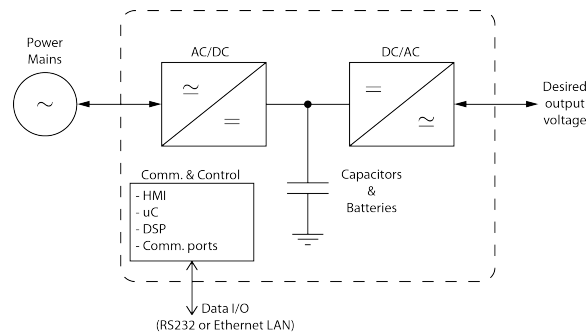 Power
Mains
~
AC/DC
≃
=
DC/AC
=
≃
Desired
output
voltage
Comm. & Control
- HMI
- uC
- DSP
- Comm. ports
Capacitors
&
Batteries
Data I/O
(RS232 or Ethernet LAN)